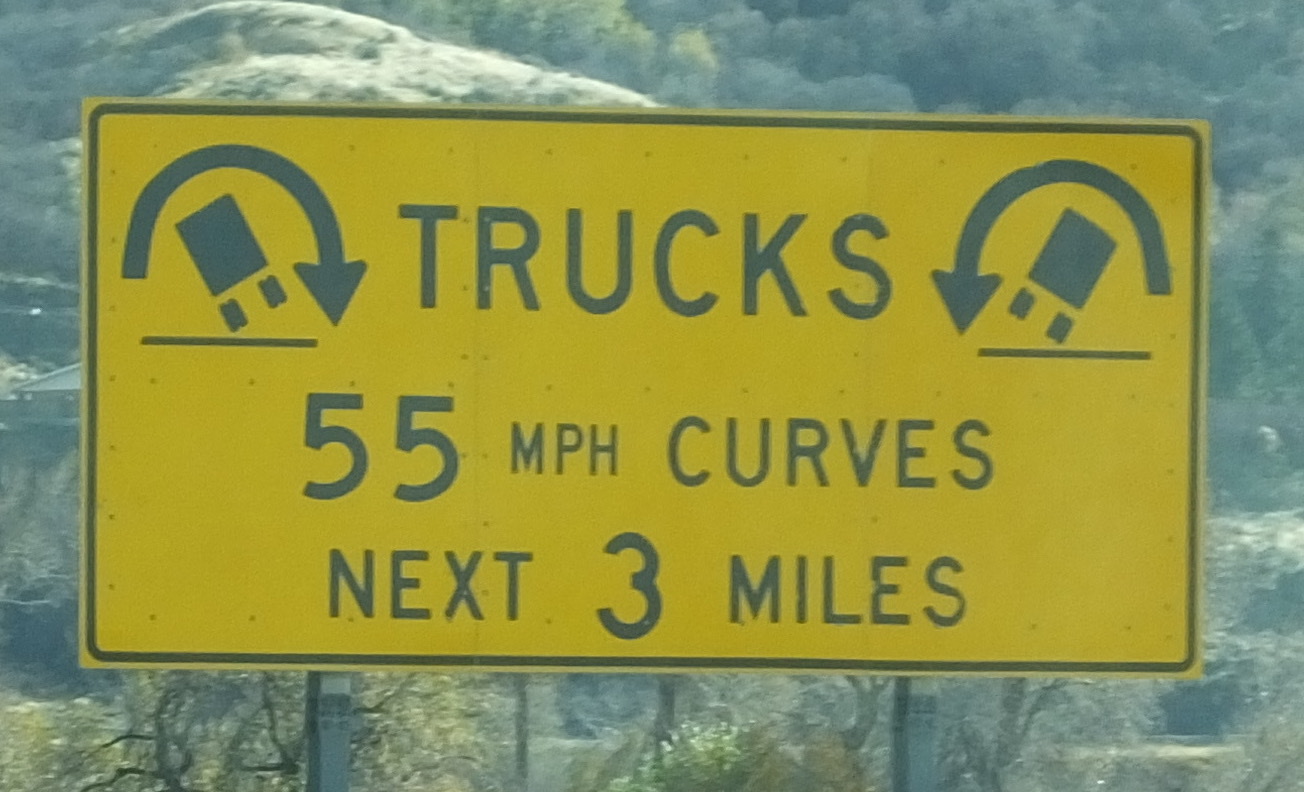 TRUCKS
55 MPH CURVES
NEXT 3 MILES